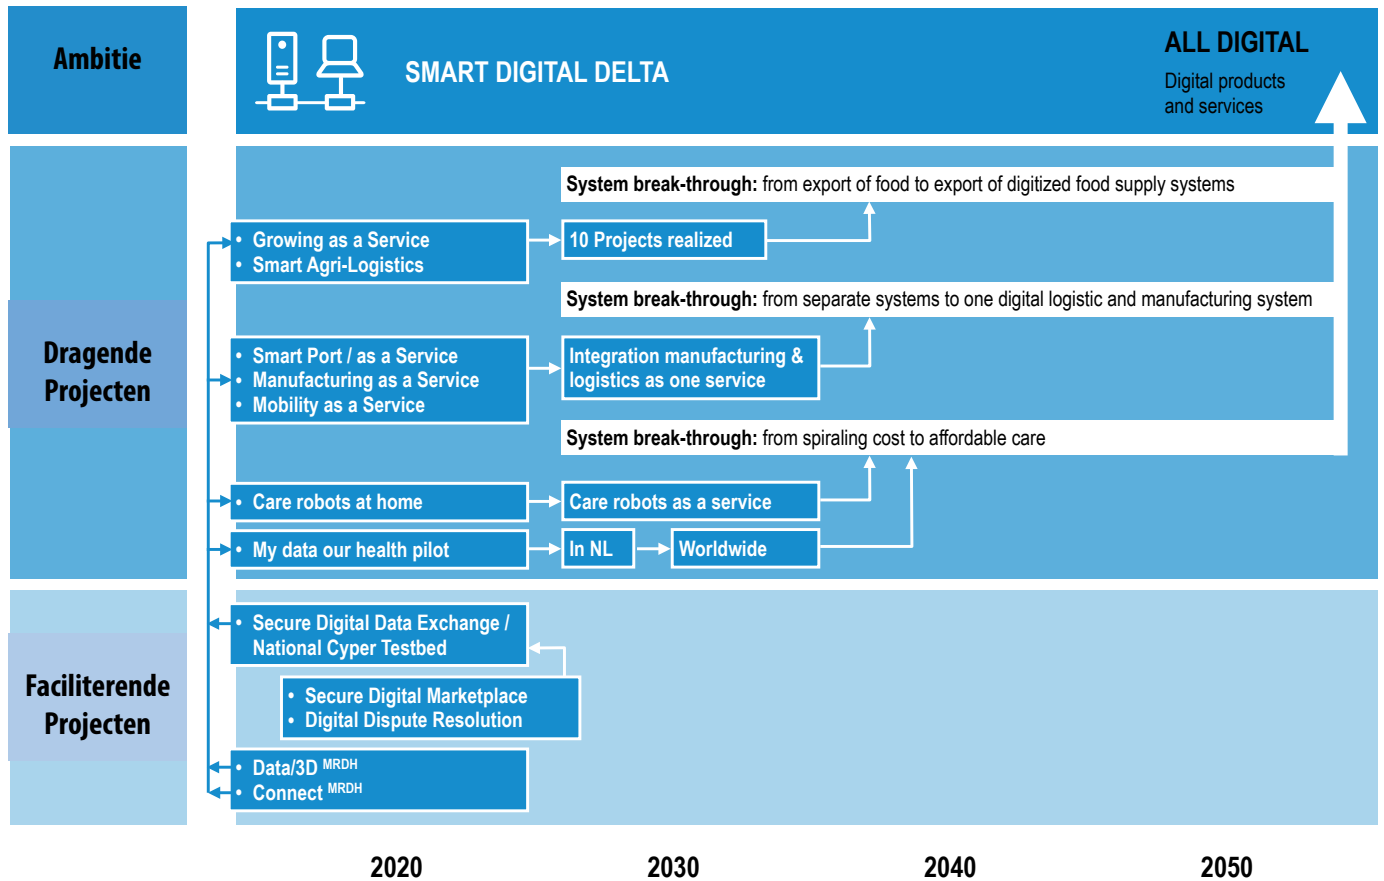 Ambitie
SMART DIGITAL DELTA
ALL DIGITAL
Digital products
and services
Dragende
Projecten
System break-through: from export of food to export of digitized food supply systems
• Growing as a Service
• Smart Agri-Logistics
10 Projects realized
System break-through: from separate systems to one digital logistic and manufacturing system
• Smart Port / as a Service
• Manufacturing as a Service
• Mobility as a Service
Integration manufacturing &
logistics as one service
System break-through: from spiraling cost to affordable care
• Care robots at home
Care robots as a service
• My data our health pilot
In NL
Worldwide
Faciliterende
Projecten
• Secure Digital Data Exchange /
National Cyper Testbed
• Secure Digital Marketplace
• Digital Dispute Resolution
• Data/3D MRDH
• Connect MRDH
2020
2030
2040
2050